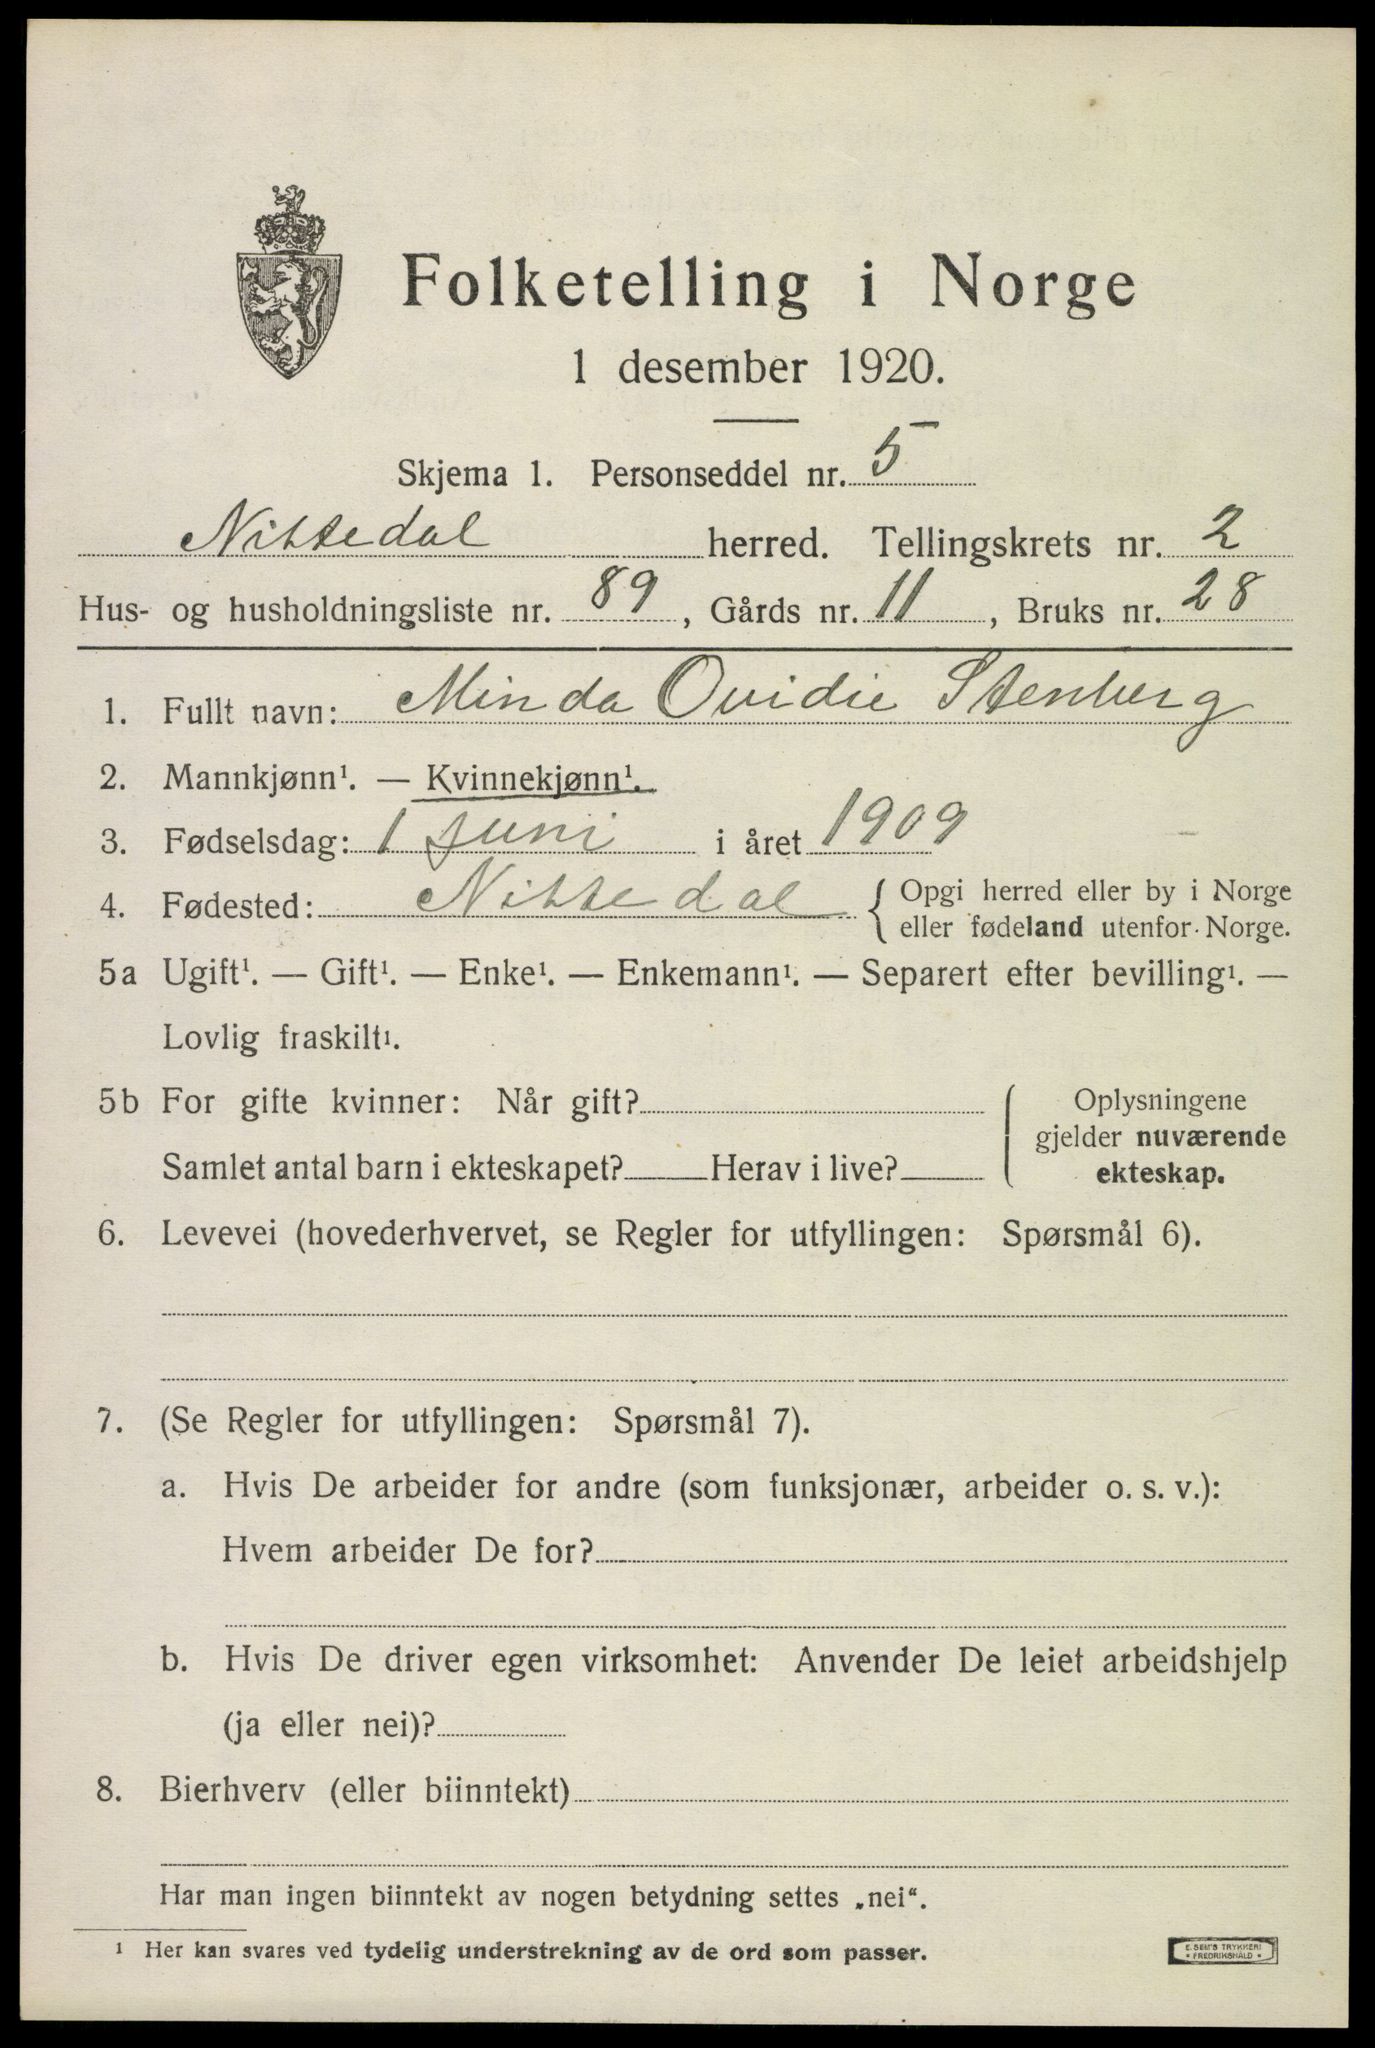 Folketelling i Norge
1 desember 1920.
Skjema 1. Personseddel nr. 5
Nittedal herred. Tellingskrets nr. 2
Hus- og husholdningsliste nr. 89, Gårds nr. 11, Bruks nr. 28
1. Fullt navn: Minda Ovidie Stenberg
2. Mannkjønn¹. — Kvinnekjønn¹.
3. Fødselsdag: 1 juni i året 1909
4. Fødested: Nittedal { Opgi herred eller by i Norge
eller fødeland utenfor Norge.
5a Ugift¹. — Gift¹. — Enke¹. — Enkemann¹. — Separert efter bevilling¹. —
Lovlig fraskilt¹.
5b For gifte kvinner: Når gift? Oplysningene
gjelder nuværende
Samlet antal barn i ekteskapet? Herav i live? ekteskap.
6. Levevei (hovederhvervet, se Regler for utfyllingen: Spørsmål 6).
7. (Se Regler for utfyllingen: Spørsmål 7).
a. Hvis De arbeider for andre (som funksjonær, arbeider o. s. v.):
Hvem arbeider De for?
b. Hvis De driver egen virksomhet: Anvender De leiet arbeidshjelp
(ja eller nei)?
8. Bierhverv (eller biinntekt)
Har man ingen biinntekt av nogen betydning settes „nei“.
¹ Her kan svares ved tydelig understrekning av de ord som passer.
E. SEM'S TRYKKERI
* FREDRIKSHALD *